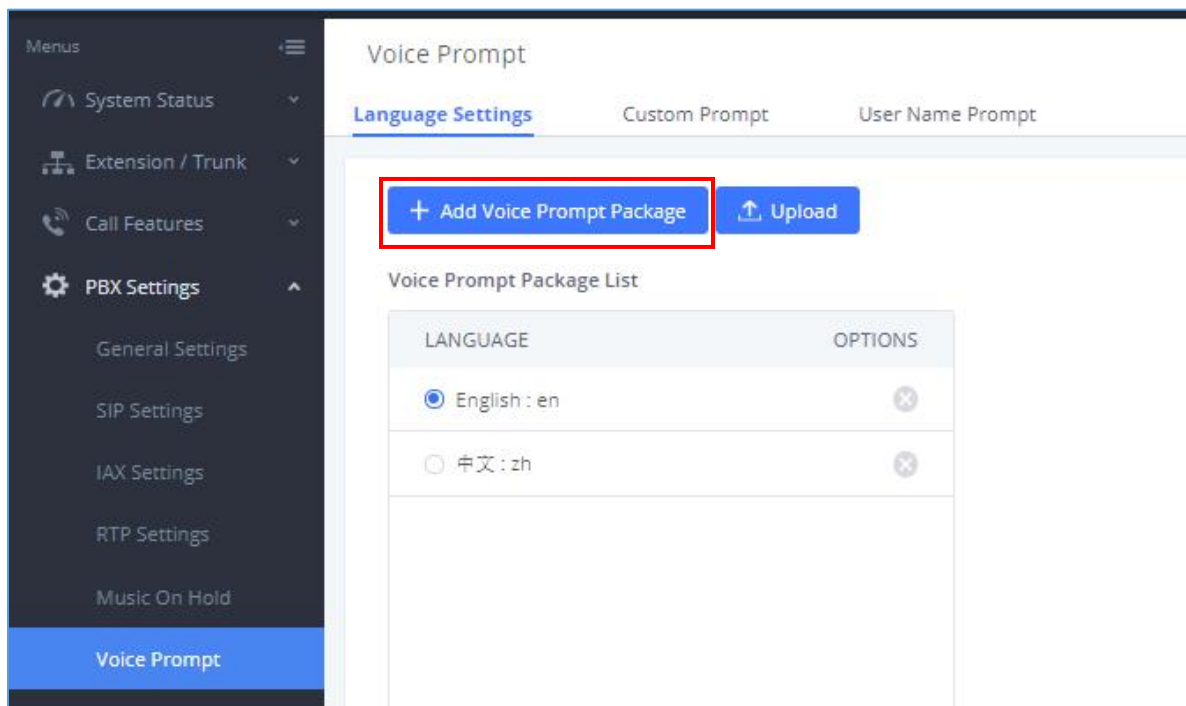 Menus
System Status
Extension / Trunk
Call Features
PBX Settings
General Settings
SIP Settings
IAX Settings
RTP Settings
Music On Hold
Voice Prompt
Voice Prompt
Language Settings Custom Prompt User Name Prompt
+ Add Voice Prompt Package Upload
Voice Prompt Package List
LANGUAGE OPTIONS
English : en
中文 : zh